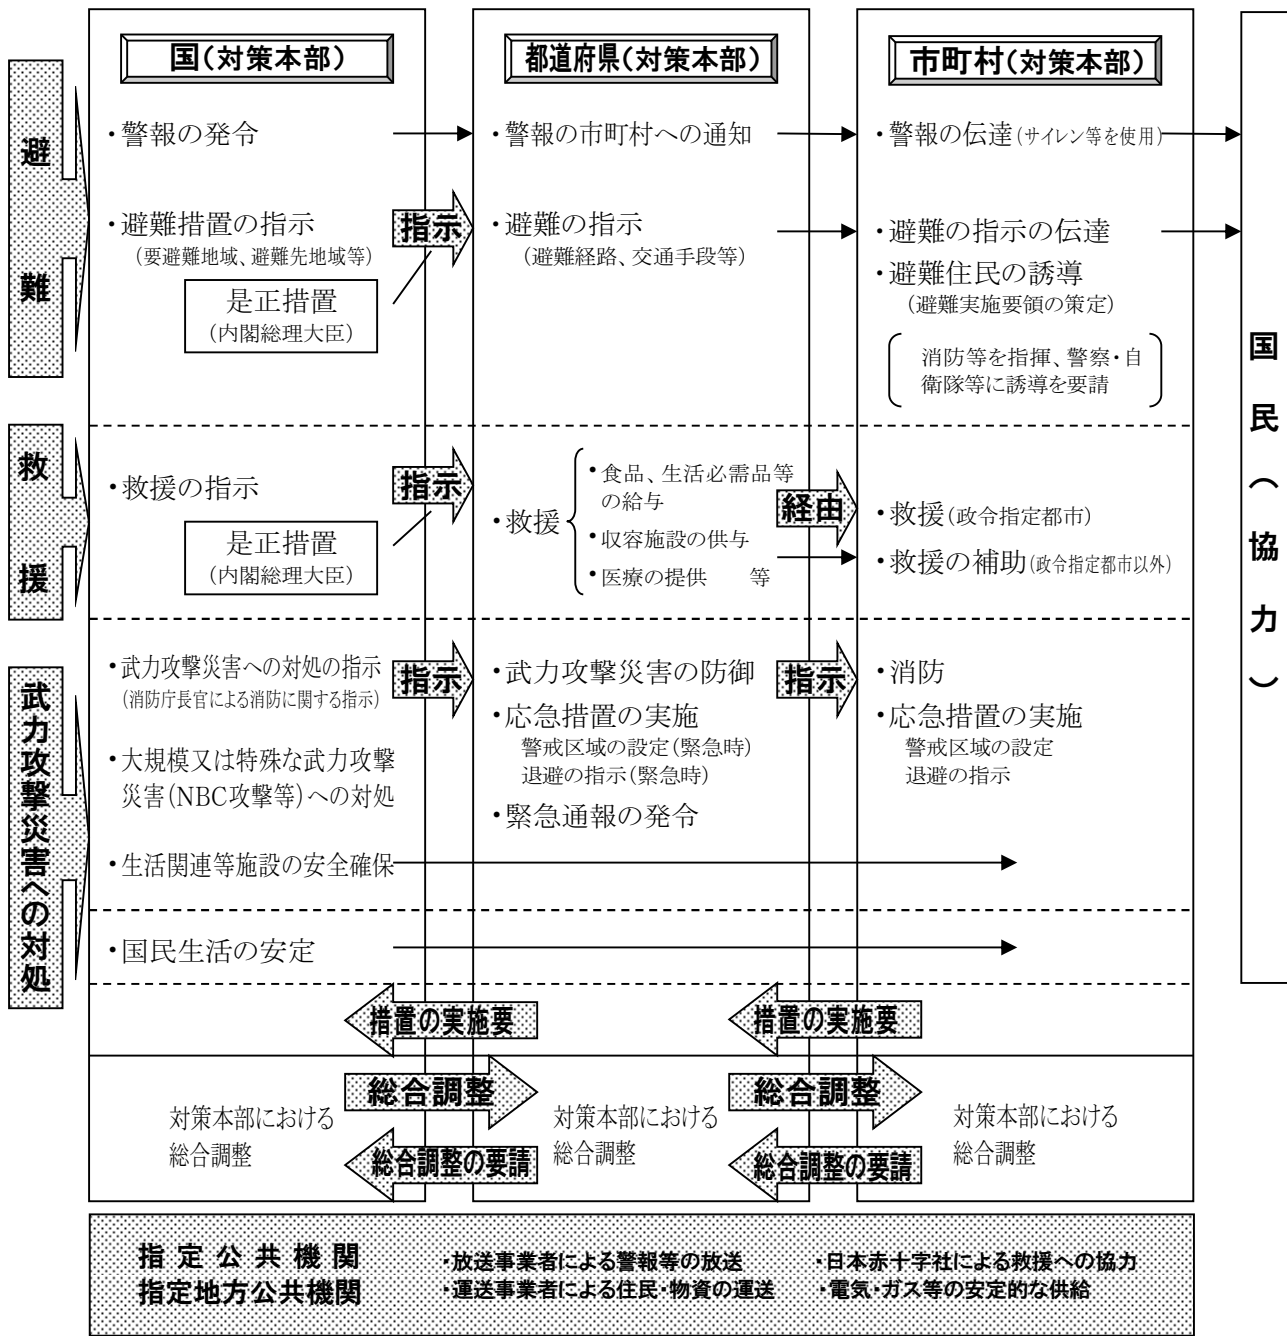 国(対策本部)
都道府県(対策本部)
市町村(対策本部)
避難
・警報の発令
・警報の市町村への通知
・警報の伝達(サイレン等を使用)
・避難措置の指示
(要避難地域、避難先地域等)
指示
是正措置
(内閣総理大臣)
・避難の指示
(避難経路、交通手段等)
・避難の指示の伝達
・避難住民の誘導
(避難実施要領の策定)
消防等を指揮、警察・自
衛隊等に誘導を要請
救援
・救援の指示
指示
是正措置
(内閣総理大臣)
・救援
・食品、生活必需品等
の給与
・収容施設の供与
・医療の提供　等
経由
・救援(政令指定都市)
・救援の補助(政令指定都市以外)
武力攻撃災害への対処
・武力攻撃災害への対処の指示
(消防庁長官による消防に関する指示)
指示
・大規模又は特殊な武力攻撃
災害(NBC攻撃等)への対処
・生活関連等施設の安全確保
・武力攻撃災害の防御
・応急措置の実施
警戒区域の設定(緊急時)
退避の指示(緊急時)
・緊急通報の発令
指示
・消防
・応急措置の実施
警戒区域の設定
退避の指示
・国民生活の安定
国民(協力)
措置の実施要
措置の実施要
総合調整
総合調整
対策本部における
総合調整
対策本部における
総合調整
対策本部における
総合調整
総合調整の要請
総合調整の要請
指定公共機関
指定地方公共機関
・放送事業者による警報等の放送
・運送事業者による住民・物資の運送
・日本赤十字社による救援への協力
・電気・ガス等の安定的な供給